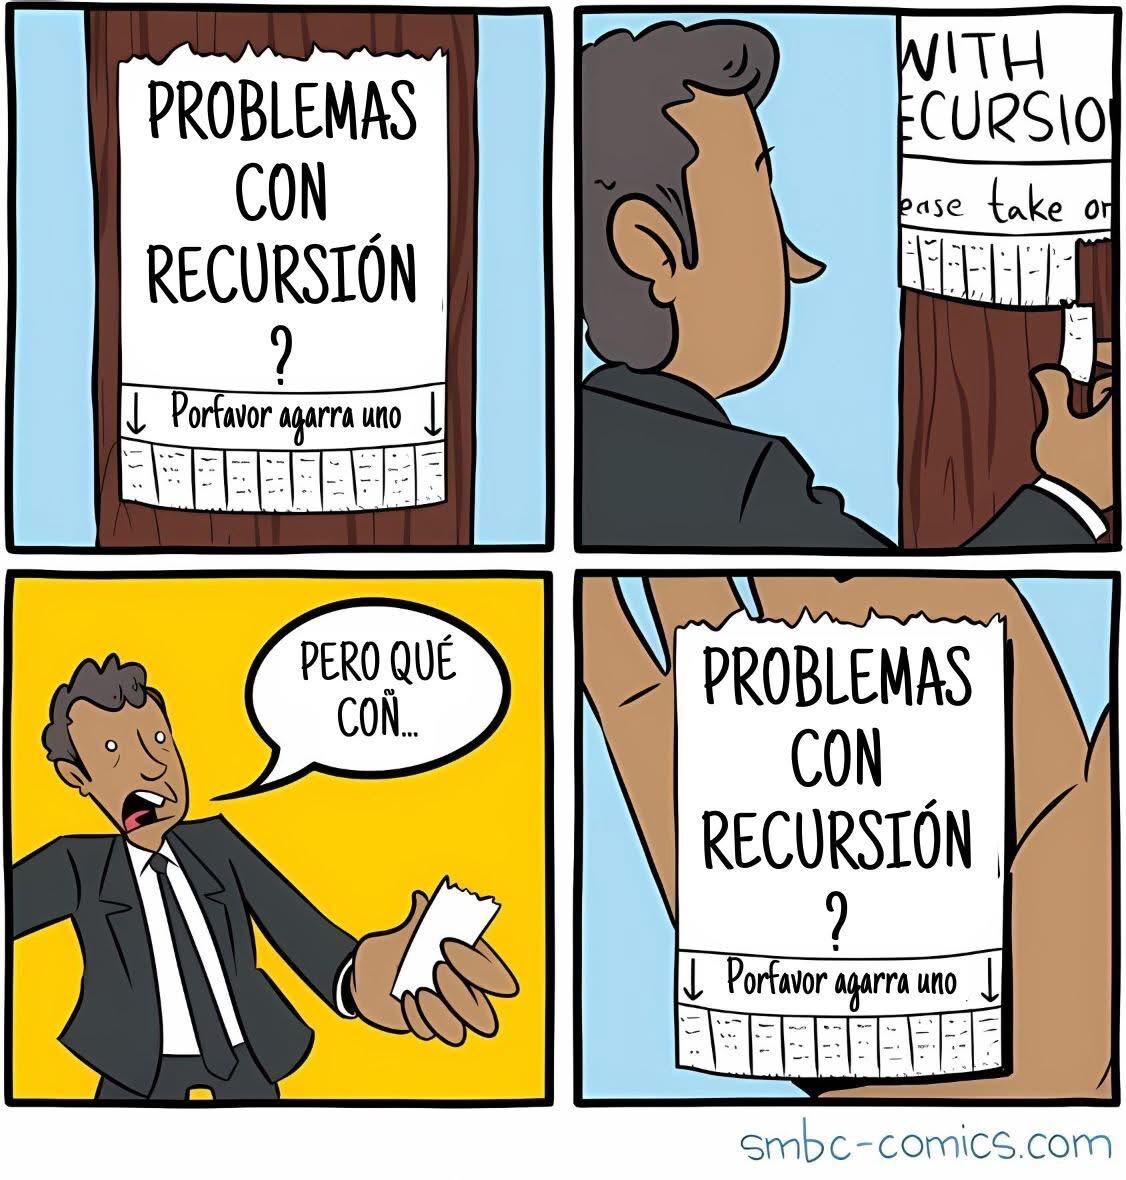 PROBLEMAS
CON
RECURSIÓN
?
↓ Porfavor agarra uno ↓
WITH
ECURSIO
ease take or
PERO QUÉ
COÑ...
PROBLEMAS
CON
RECURSIÓN
?
↓ Porfavor agarra uno ↓
smbc-comics.com